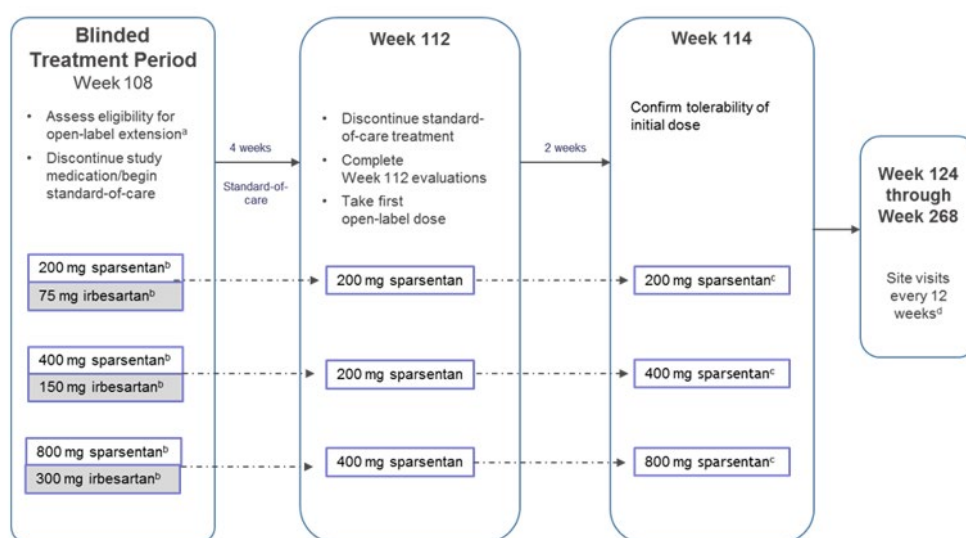 Blinded
Treatment Period
Week 108
• Assess eligibility for
open-label extensionᵃ
• Discontinue study
medication/begin
standard-of-care
200 mg sparsentanᵇ
75 mg irbesartanᵇ
400 mg sparsentanᵇ
150 mg irbesartanᵇ
800 mg sparsentanᵇ
300 mg irbesartanᵇ
4 weeks
Standard-of-
care
Week 112
• Discontinue standard-
of-care treatment
• Complete
Week 112 evaluations
• Take first
open-label dose
200 mg sparsentan
200 mg sparsentan
400 mg sparsentan
2 weeks
Week 114
Confirm tolerability of
initial dose
200 mg sparsentanᶜ
400 mg sparsentanᶜ
800 mg sparsentanᶜ
Week 124
through
Week 268
Site visits
every 12
weeksᵈ